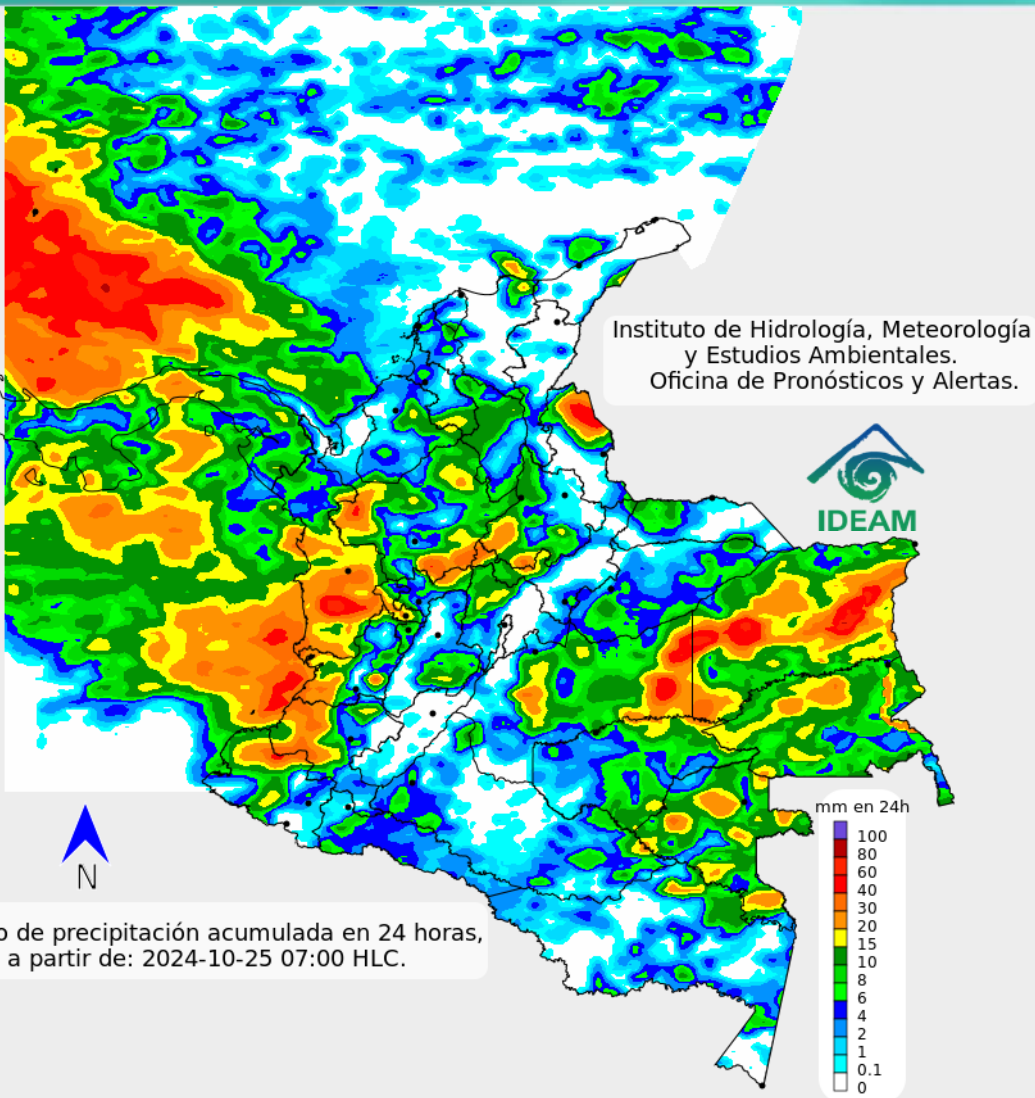 Instituto de Hidrología, Meteorología
y Estudios Ambientales.
Oficina de Pronósticos y Alertas.
IDEAM
mm en 24h
100
80
60
40
30
20
15
10
8
6
4
2
1
0.1
0
N
de precipitación acumulada en 24 horas,
a partir de: 2024-10-25 07:00 HLC.